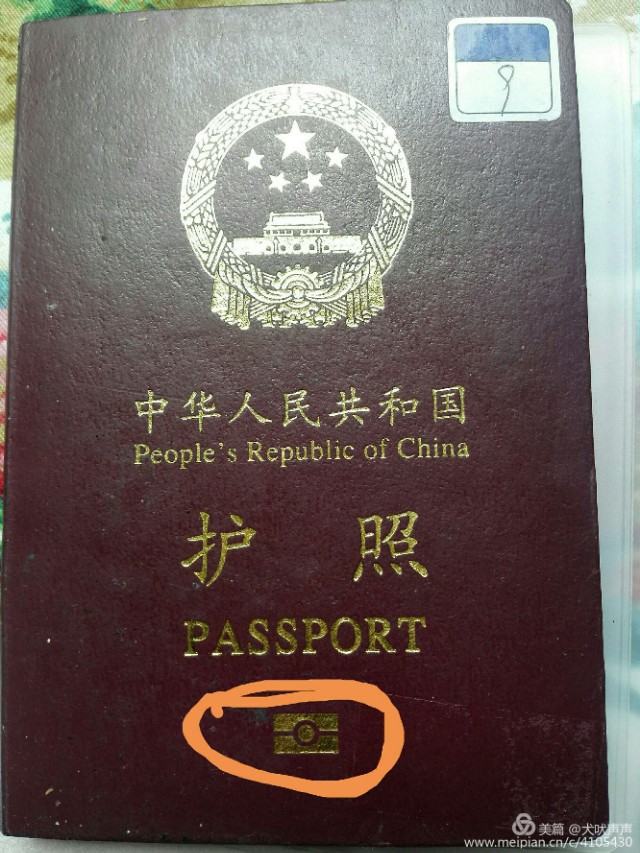 9
中华人民共和国
People's Republic of China
护照
PASSPORT
美篇 @犬吠声声
www.meipian.cn/c/4105430